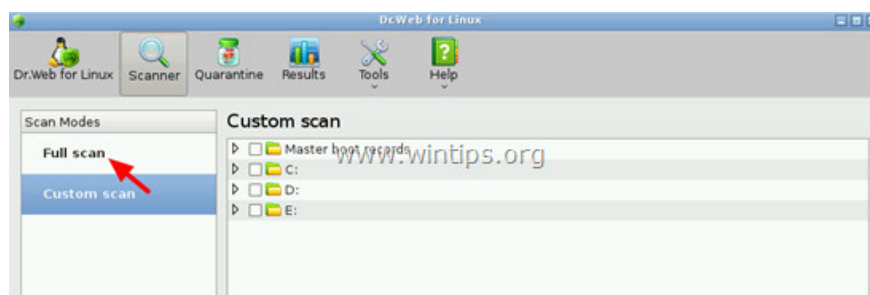 Dr.Web for Linux
Dr.Web for Linux Scanner Quarantine Results Tools Help
Scan Modes
Full scan
Custom scan
Custom scan
Master boot records
C:
D:
E:
www.wintips.org